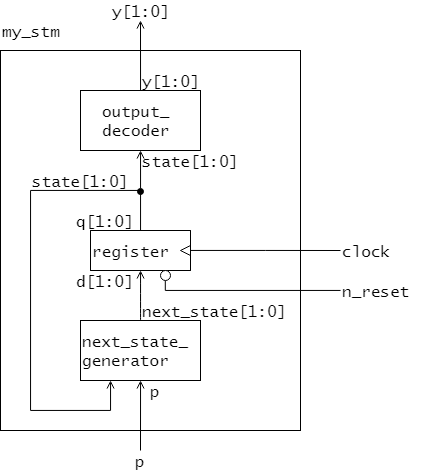 y[1:0]
my_stm
y[1:0]
output_
decoder
state[1:0]
state[1:0]
q[1:0]
register
clock
d[1:0]
n_reset
next_state[1:0]
next_state_
generator
p
p